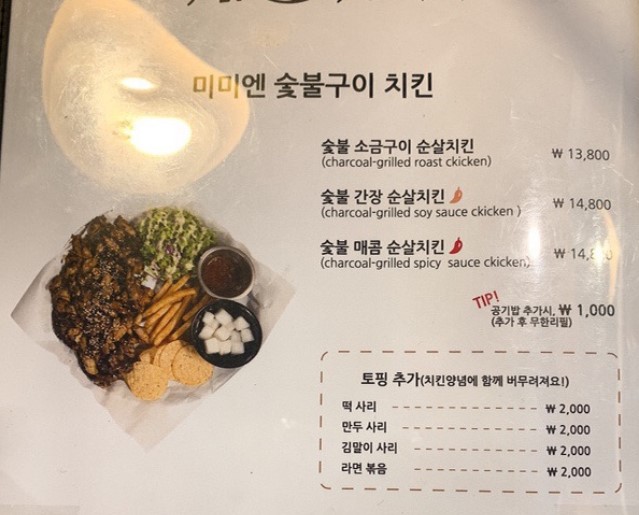 미미엔 숯불구이 치킨
숯불 소금구이 순살치킨 ₩ 13,800
(charcoal-grilled roast ckicken)
숯불 간장 순살치킨 ₩ 14,800
(charcoal-grilled soy sauce ckicken )
숯불 매콤 순살치킨
(charcoal-grilled spicy sauce ckicken)
TIP!
공기밥 추가시, ₩ 1,000
(추가 후 무한리필)
토핑 추가(치킨양념에 함께 버무려져요!)
떡 사리 ₩ 2,000
만두 사리 ₩ 2,000
김말이 사리 ₩ 2,000
라면 볶음 ₩ 2,000